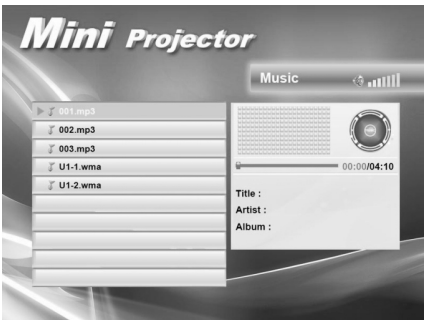 Mini Projector
Music
001.mp3
002.mp3
003.mp3
U1-1.wma
U1-2.wma
00:00/04:10
Title :
Artist :
Album :